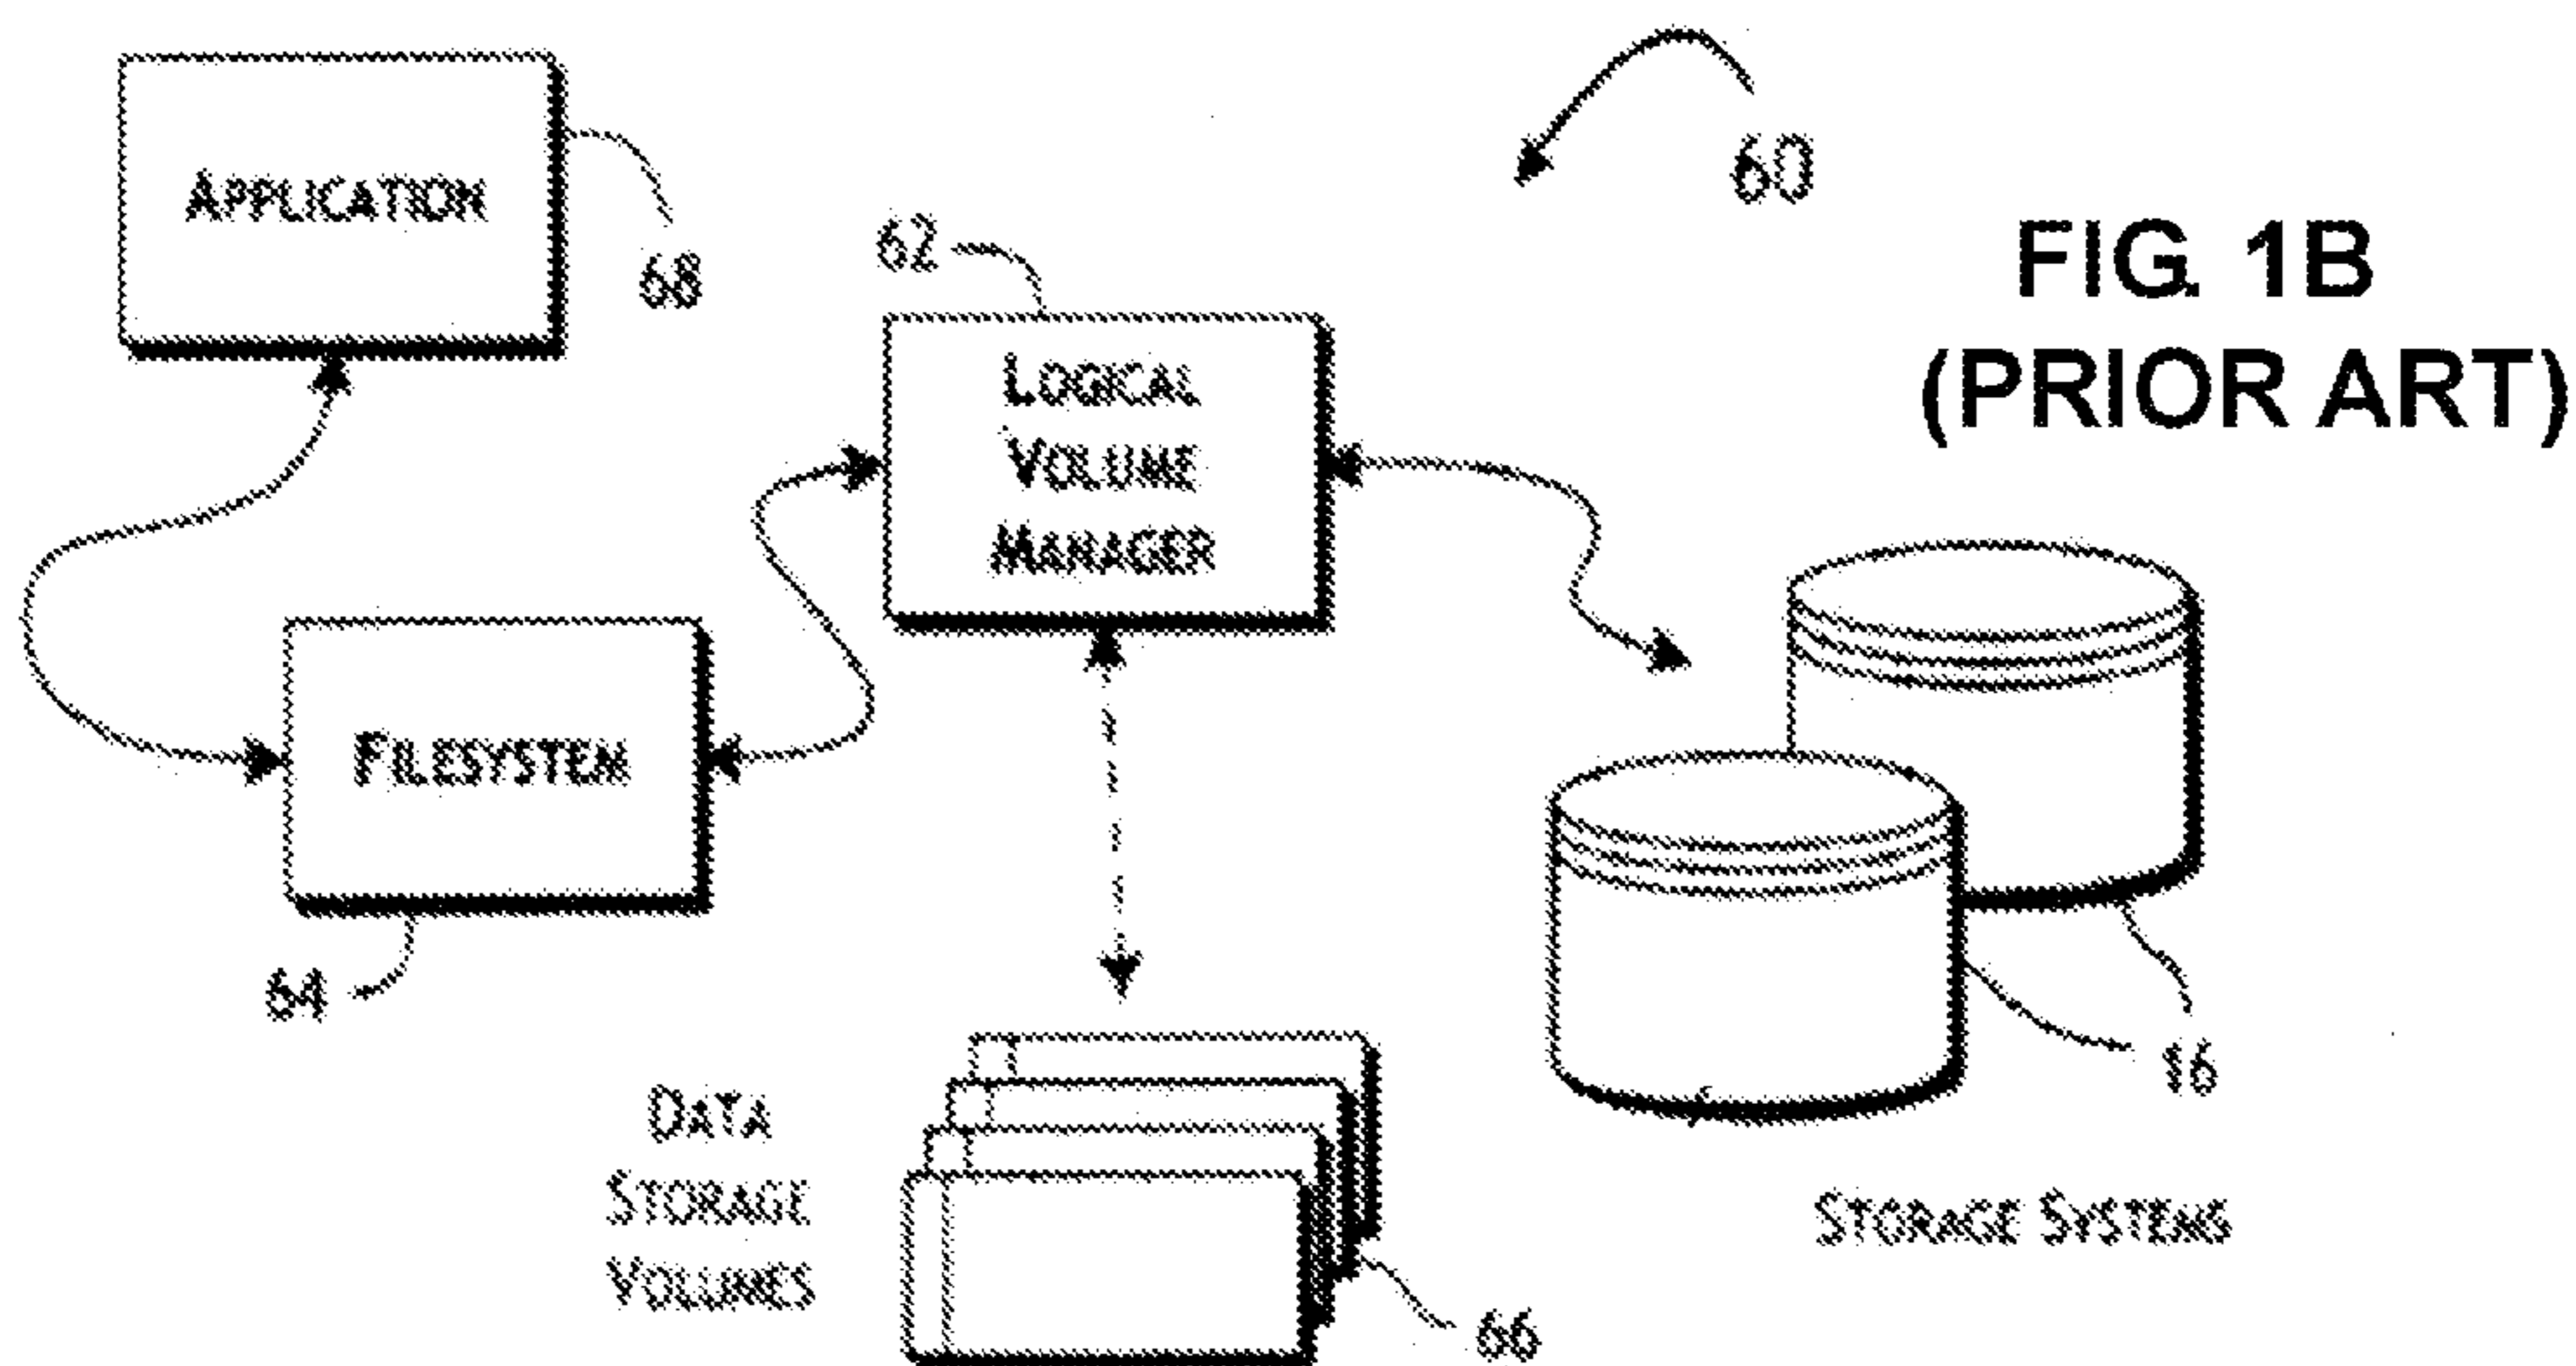 APPLICATION
68
60
62
FIG. 1B
(PRIOR ART)
LOGICAL
VOLUME
MANAGER
FILESYSTEM
64
16
DATA
STORAGE
VOLUMES
STORAGE SYSTEMS
66